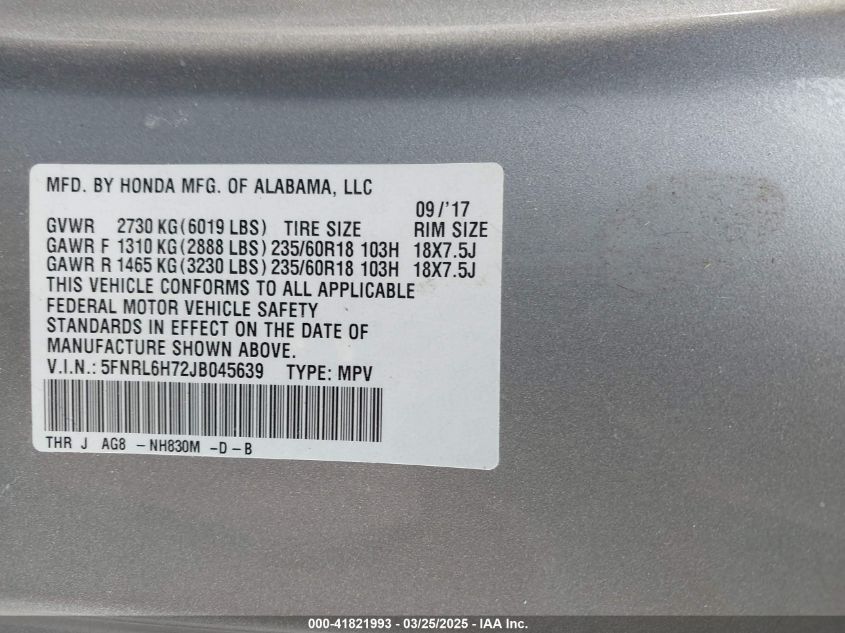 MFD. BY HONDA MFG. OF ALABAMA, LLC
09/'17
GVWR 2730 KG(6019 LBS) TIRE SIZE RIM SIZE
GAWR F 1310 KG(2888 LBS) 235/60R18 103H 18X7.5J
GAWR R 1465 KG(3230 LBS) 235/60R18 103H 18X7.5J
THIS VEHICLE CONFORMS TO ALL APPLICABLE
FEDERAL MOTOR VEHICLE SAFETY
STANDARDS IN EFFECT ON THE DATE OF
MANUFACTURE SHOWN ABOVE.
V.I.N.: 5FNRL6H72JB045639 TYPE: MPV
THR J AG8 -NH830M -D-B
000-41821993 - 03/25/2025 - IAA Inc.